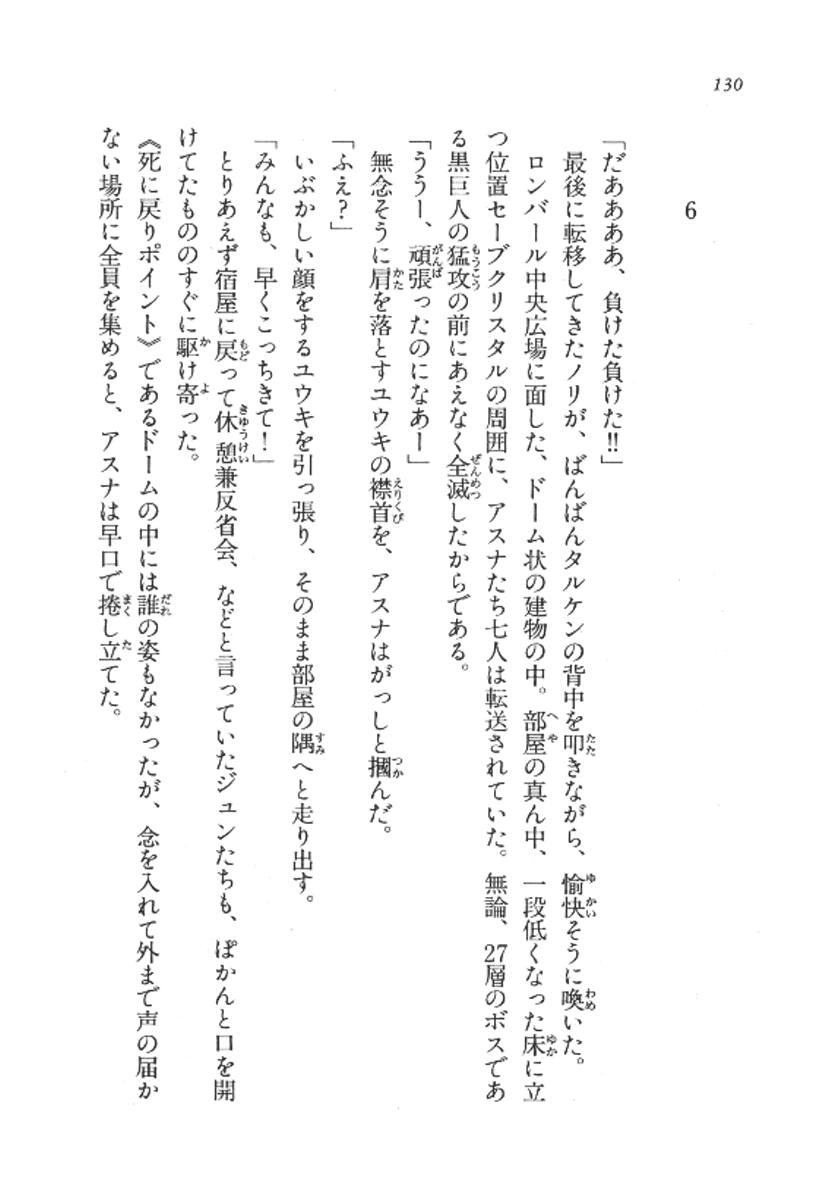 130
6
「だああああ、負けた負けた!!」
最後に転移してきたノリが、ばんばんタルケンの背中を叩きながら、愉快そうに喚いた。
ロンバール中央広場に面した、ドーム状の建物の中。部屋の真ん中、一段低くなった床に立
つ位置セーブクリスタルの周囲に、アスナたち七人は転送されていた。無論、27層のボスであ
る黒巨人の猛攻の前にあえなく全滅したからである。
「ううー、頑張ったのになあー」
無念そうに肩を落とすユウキの襟首を、アスナはがっしと摑んだ。
「ふえ?」
いぶかしい顔をするユウキを引っ張り、そのまま部屋の隅へと走り出す。
「みんなも、早くこっちきて!」
とりあえず宿屋に戻って休憩兼反省会、などと言っていたジュンたちも、ぽかんと口を開
けてたもののすぐに駆け寄った。
《死に戻りポイント》であるドームの中には誰の姿もなかったが、念を入れて外まで声の届か
ない場所に全員を集めると、アスナは早口で捲し立てた。